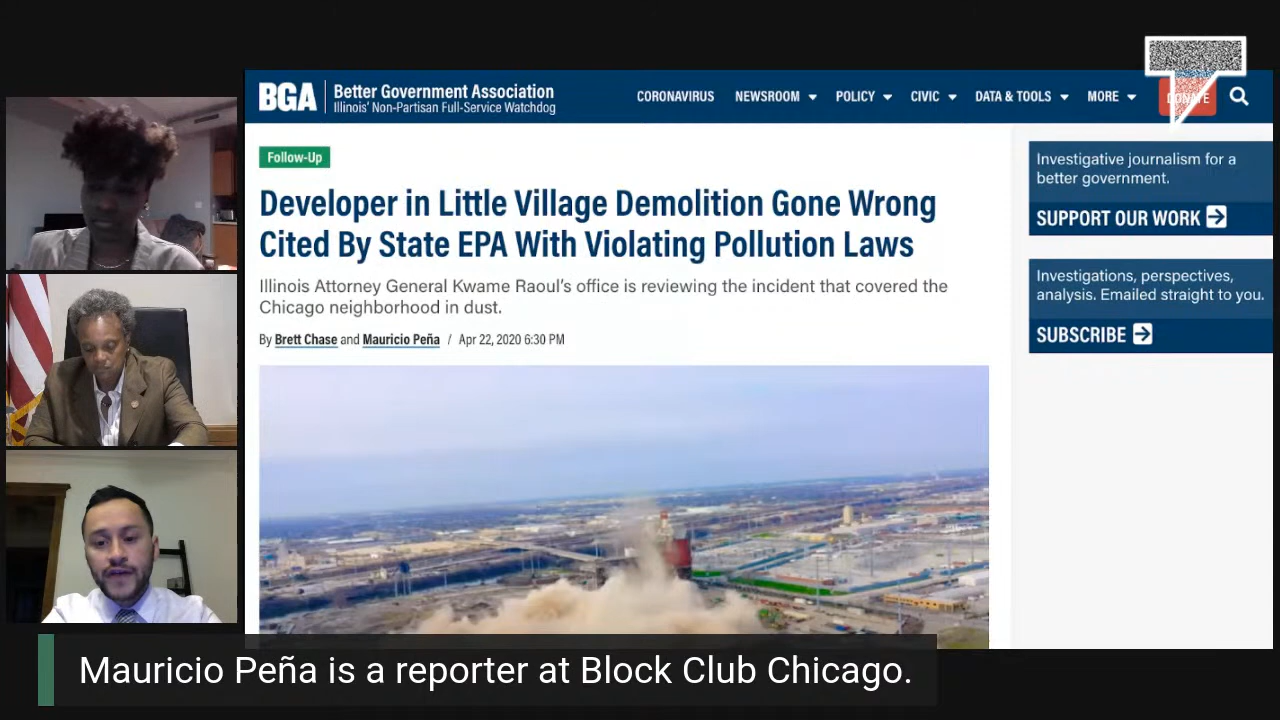 BGA
Better Government Association
Illinois' Non-Partisan Full-Service Watchdog
CORONAVIRUS NEWSROOM POLICY CIVIC DATA & TOOLS MORE DONATE
Follow-Up
Developer in Little Village Demolition Gone Wrong
Cited By State EPA With Violating Pollution Laws
Illinois Attorney General Kwame Raoul's office is reviewing the incident that covered the
Chicago neighborhood in dust.
By Brett Chase and Mauricio Peña / Apr 22, 2020 6:30 PM
Investigative journalism for a
better government.
SUPPORT OUR WORK
Investigations, perspectives,
analysis. Emailed straight to you.
SUBSCRIBE
Mauricio Peña is a reporter at Block Club Chicago.